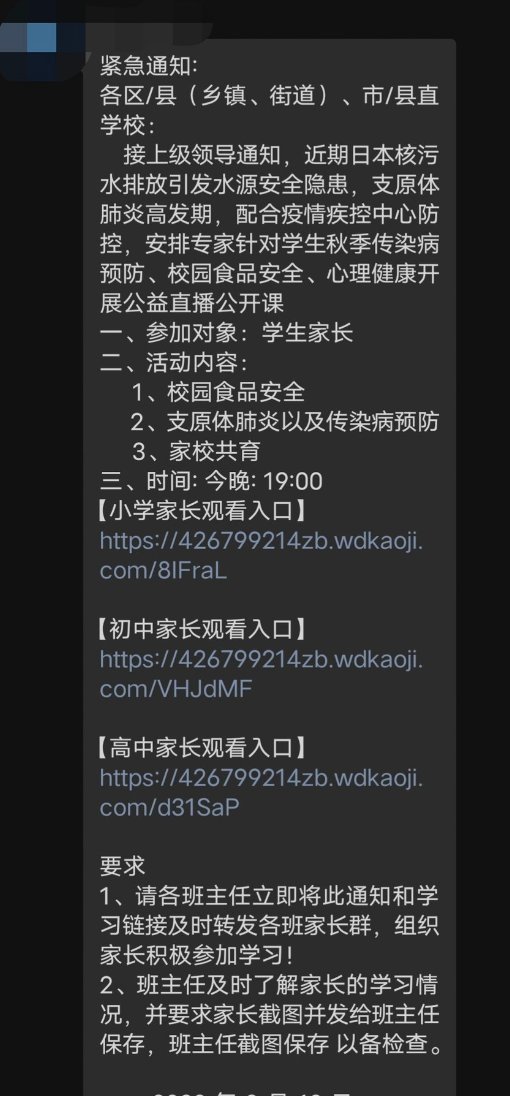 紧急通知:
各区/县（乡镇、街道）、市/县直
学校：
接上级领导通知，近期日本核污
水排放引发水源安全隐患，支原体
肺炎高发期，配合疫情疾控中心防
控，安排专家针对学生秋季传染病
预防、校园食品安全、心理健康开
展公益直播公开课
一、参加对象：学生家长
二、活动内容：
1、校园食品安全
2、支原体肺炎以及传染病预防
3、家校共育
三、时间: 今晚: 19:00
【小学家长观看入口】
https://426799214zb.wdkaoji.
com/8IFraL
【初中家长观看入口】
https://426799214zb.wdkaoji.
com/VHJdMF
【高中家长观看入口】
https://426799214zb.wdkaoji.
com/d31SaP
要求
1、请各班主任立即将此通知和学
习链接及时转发各班家长群，组织
家长积极参加学习!
2、班主任及时了解家长的学习情
况，并要求家长截图并发给班主任
保存，班主任截图保存 以备检查。